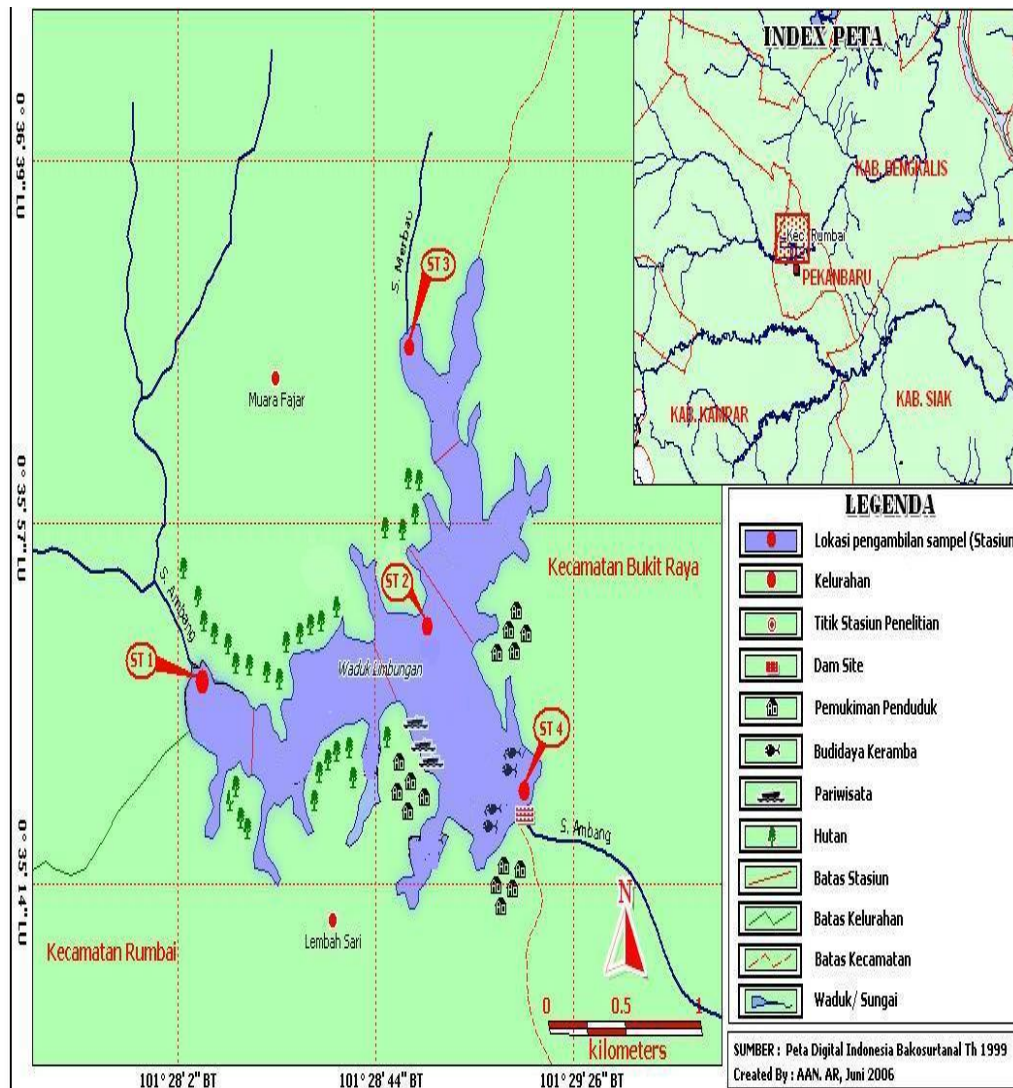 INDEX PETA
KAB. BENGKALIS
Kec. Rumbai
PEKANBARU
KAB. KAMPAR
KAB. SIAK
0° 36' 39" LU
0° 35' 57" LU
0° 35' 14" LU
S. Merbau
ST 3
Muara Fajar
Kecamatan Bukit Raya
ST 2
S. Ambang
ST 1
Waduk Limbungan
ST 4
S. Ambang
Lembah Sari
Kecamatan Rumbai
N
0 0.5 1
kilometers
101° 28' 2" BT
101° 28' 44" BT
101° 29' 26" BT
LEGENDA
Lokasi pengambilan sampel (Stasiun
Kelurahan
Titik Stasiun Penelitian
Dam Site
Pemukiman Penduduk
Budidaya Keramba
Pariwisata
Hutan
Batas Stasiun
Batas Kelurahan
Batas Kecamatan
Waduk/ Sungai
SUMBER : Peta Digital Indonesia Bakosurtanal Th 1999
Created By : AAN. AR, Juni 2006